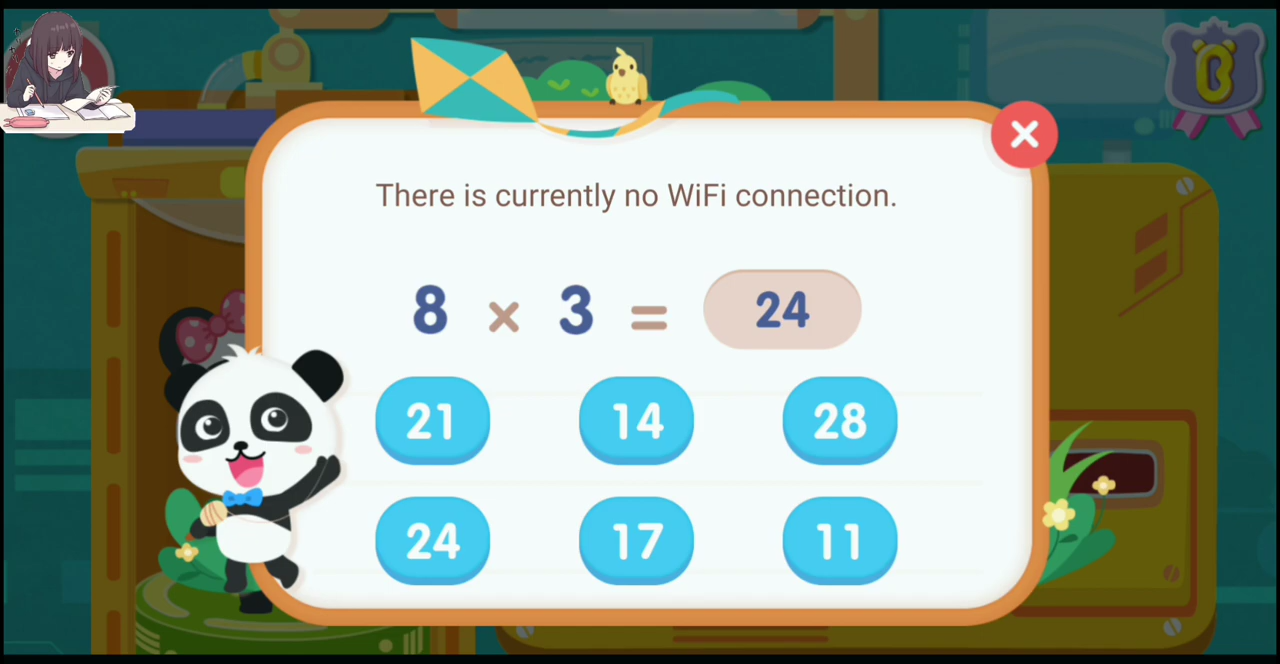 There is currently no WiFi connection.
8 × 3 = 24
21 14 28
24 17 11